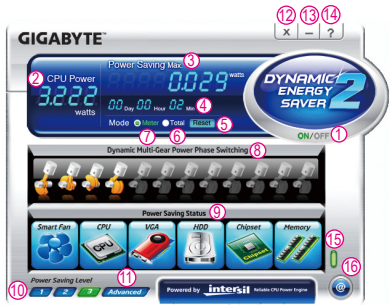 12 13 14
x – ?
GIGABYTE™
2 CPU Power
3.222
watts
Power Saving Max 3
0.029 watts
00 Day 00 Hour 02 Min 4
Mode Meter Total Reset 5
7 6
DYNAMIC
ENERGY
SAVER 2
ON/OFF 1
Dynamic Multi-Gear Power Phase Switching 8
Power Saving Status 9
Smart Fan CPU VGA HDD Chipset Memory
CPU Chipset
15
16
@
11
Power Saving Level
10 1 2 3 Advanced
Powered by intersil Reliable CPU Power Engine